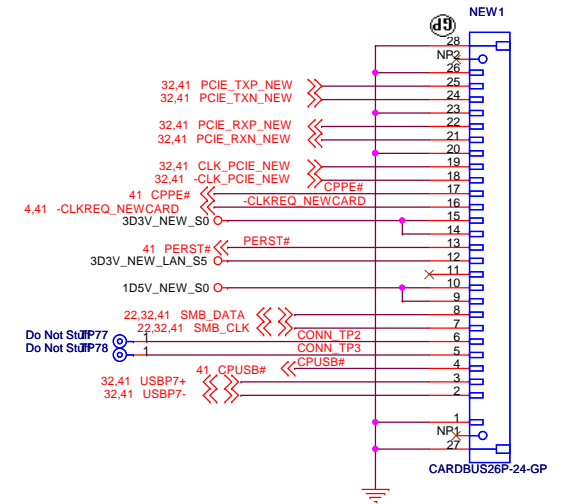 NEW1
d9
28
NP2
26
32,41 PCIE_TXP_NEW 25
32,41 PCIE_TXN_NEW 24
23
32,41 PCIE_RXP_NEW 22
32,41 PCIE_RXN_NEW 21
20
32,41 CLK_PCIE_NEW 19
32,41 -CLK_PCIE_NEW 18
41 CPPE# CPPE# 17
4,41 -CLKREQ_NEWCARD -CLKREQ_NEWCARD 16
3D3V_NEW_S0 15
14
41 PERST# PERST# 13
3D3V_NEW_LAN_S5 12
11
1D5V_NEW_S0 10
9
22,32,41 SMB_DATA 8
22,32,41 SMB_CLK 7
Do Not Stuff TP77 1 CONN_TP2 6
Do Not Stuff TP78 1 CONN_TP3 5
41 CPUSB# CPUSB# 4
32,41 USBP7+ 3
32,41 USBP7- 2
1
NP1
27
CARDBUS26P-24-GP